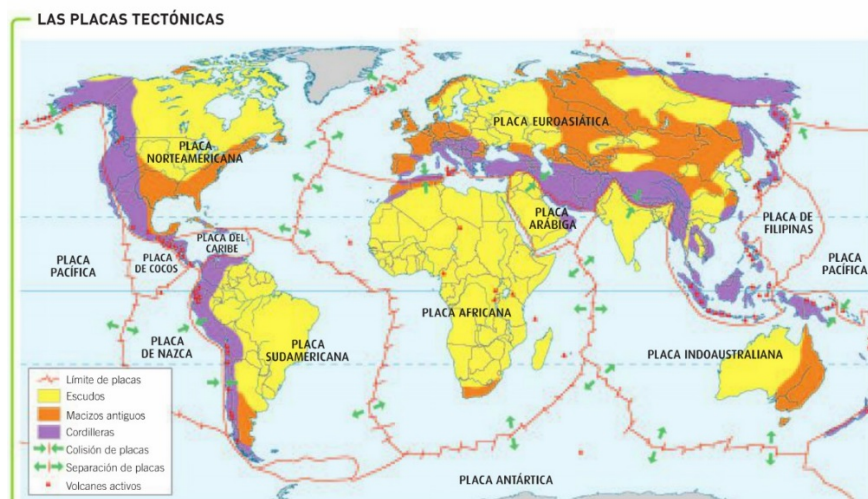 LAS PLACAS TECTÓNICAS
PLACA
NORTEAMERICANA
PLACA EUROASIÁTICA
PLACA
ARÁBIGA
PLACA DE
FILIPINAS
PLACA DEL
CARIBE
PLACA
DE COCOS
PLACA
PACÍFICA
PLACA
PACÍFICA
PLACA AFRICANA
PLACA
DE NAZCA
PLACA
SUDAMERICANA
PLACA INDOAUSTRALIANA
Límite de placas
Escudos
Macizos antiguos
Cordilleras
Colisión de placas
Separación de placas
Volcanes activos
PLACA ANTÁRTICA